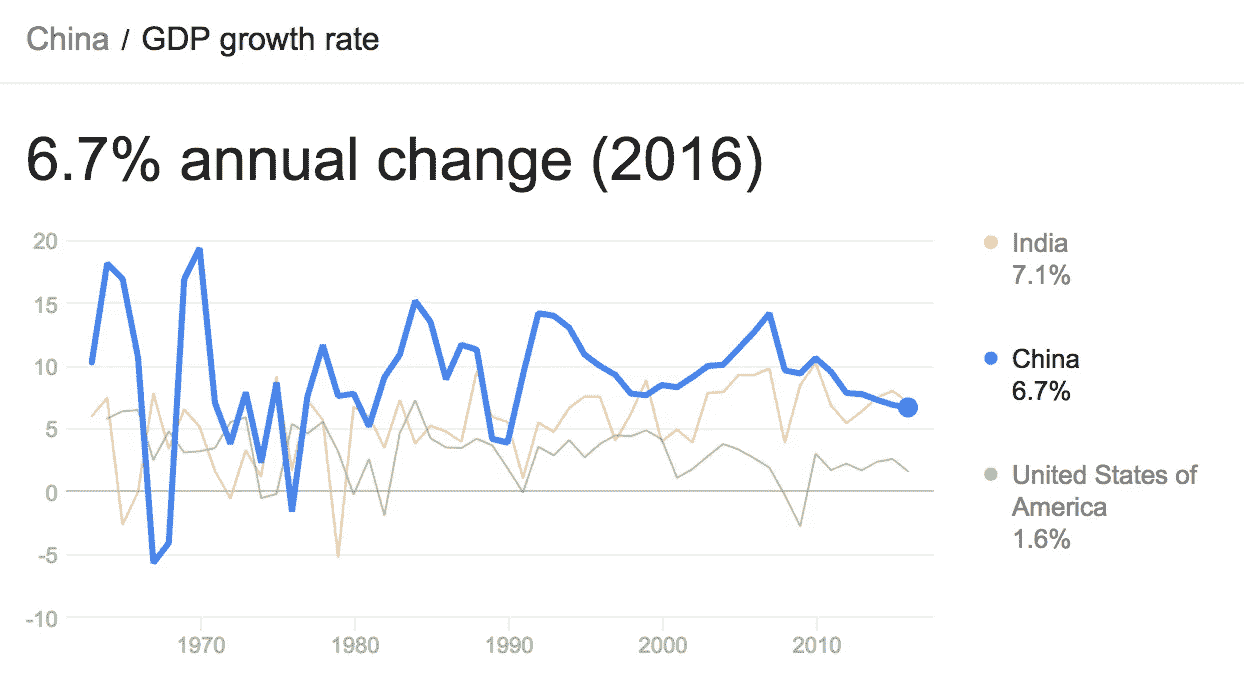 China / GDP growth rate
6.7% annual change (2016)
20
15
10
5
0
-5
-10
1970 1980 1990 2000 2010
India
7.1%
China
6.7%
United States of
America
1.6%